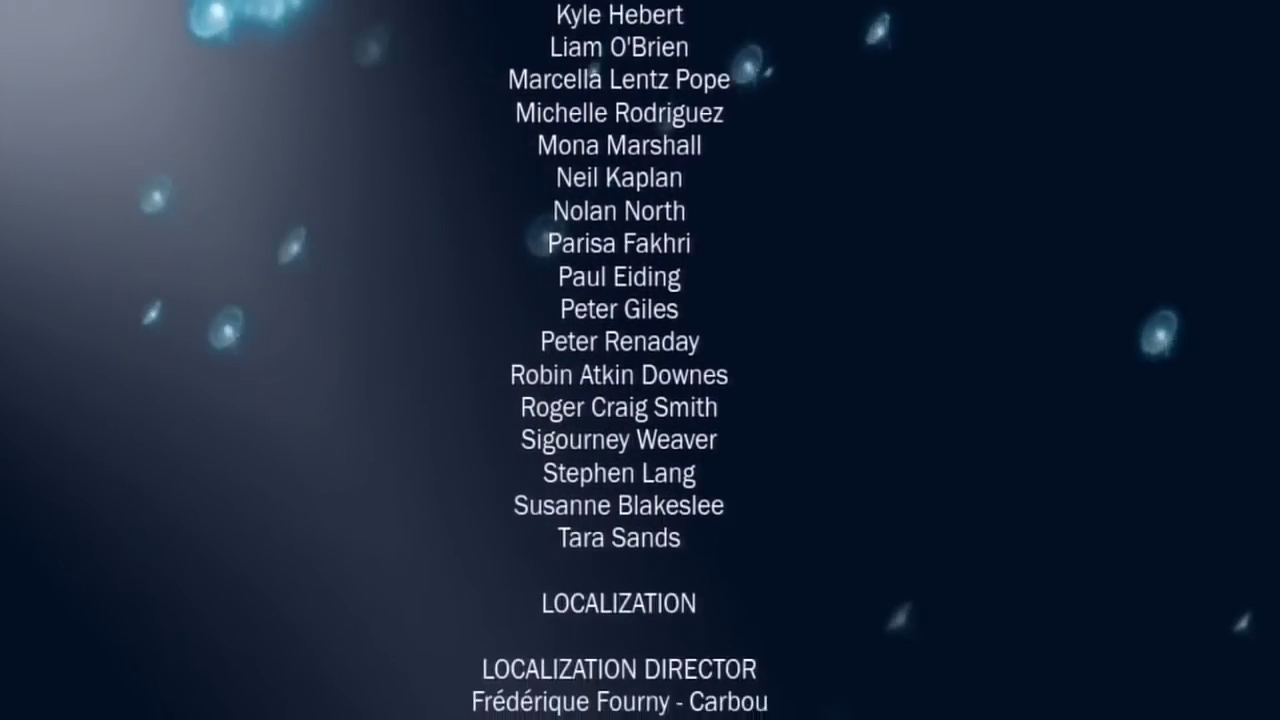 Kyle Hebert
Liam O'Brien
Marcella Lentz Pope
Michelle Rodriguez
Mona Marshall
Neil Kaplan
Nolan North
Parisa Fakhri
Paul Eiding
Peter Giles
Peter Renaday
Robin Atkin Downes
Roger Craig Smith
Sigourney Weaver
Stephen Lang
Susanne Blakeslee
Tara Sands
LOCALIZATION
LOCALIZATION DIRECTOR
Frédérique Fourny - Carbou